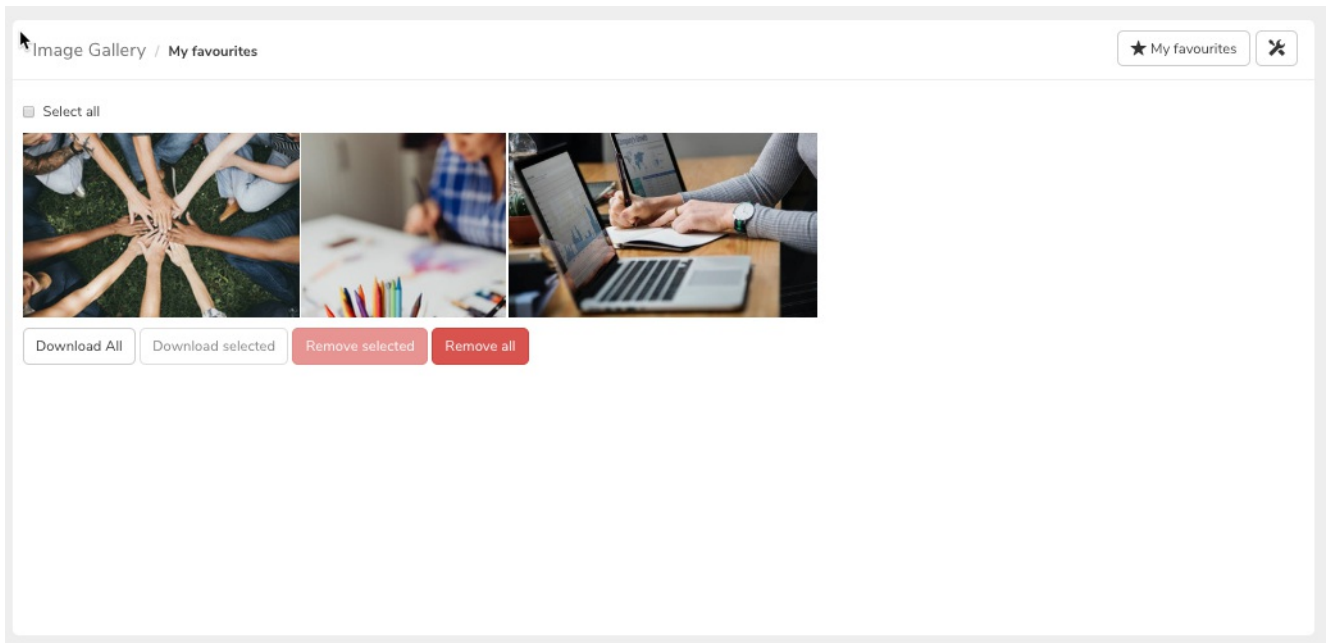 Image Gallery / My favourites
★ My favourites
Select all
Download All
Download selected
Remove selected
Remove all